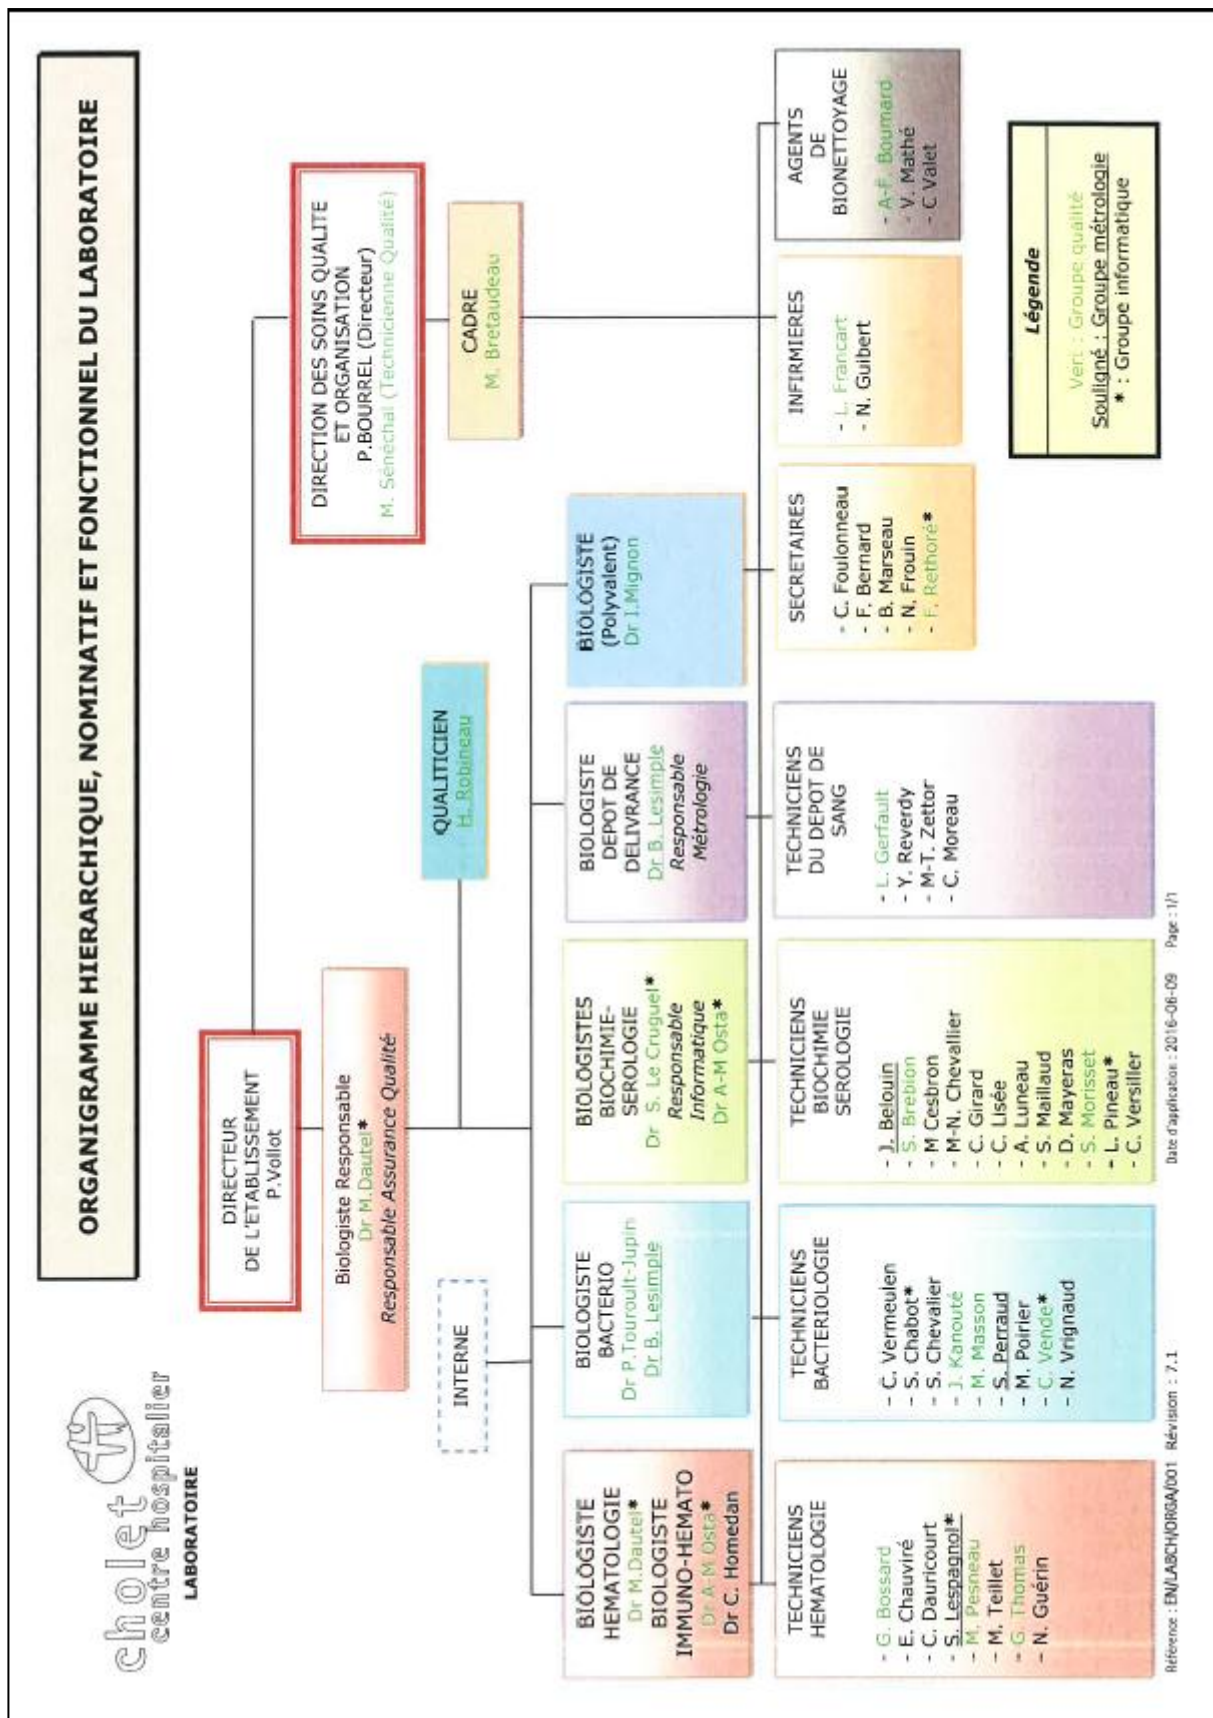 cholet
centre hospitalier
LABORATOIRE
ORGANIGRAMME HIERARCHIQUE, NOMINATIF ET FONCTIONNEL DU LABORATOIRE
DIRECTEUR
DE L'ETABLISSEMENT
P.Vollot
DIRECTION DES SOINS QUALITE
ET ORGANISATION
P.BOURREL (Directeur)
M. Sénéchal (Technicienne Qualité)
Biologiste Responsable
Dr M.Dautel*
Responsable Assurance Qualité
CADRE
M. Bretaudeau
INTERNE
QUALITICIEN
H. Robineau
BIOLOGISTE
HEMATOLOGIE
Dr M.Dautel*
BIOLOGISTE
IMMUNO-HEMATO
Dr A-M Osta*
Dr C. Homedan
BIOLOGISTE
BACTERIO
Dr P.Touroult-Jupin
Dr B. Lesimple
BIOLOGISTES
BIOCHIMIE-
SEROLOGIE
Dr S. Le Cruguel*
Responsable
Informatique
Dr A-M Osta*
BIOLOGISTE
DEPOT DE
DELIVRANCE
Dr B. Lesimple
Responsable
Métrologie
BIOLOGISTE
(Polyvalent)
Dr I.Mignon
TECHNICIENS
HEMATOLOGIE
- G. Bossard
- E. Chauviré
- C. Dauricourt
- S. Lespagnol*
- M. Pesneau
- M. Teillet
- G. Thomas
- N. Guérin
TECHNICIENS
BACTERIOLOGIE
- C. Vermeulen
- S. Chabot*
- S. Chevalier
- J. Kanouté
- M. Masson
- S. Perraud
- M. Poirier
- C. Vende*
- N. Vrignaud
TECHNICIENS
BIOCHIMIE
SEROLOGIE
- J. Belouin
- S. Brebion
- M Cesbron
- M-N. Chevallier
- C. Girard
- C. Lisée
- A. Luneau
- S. Maillaud
- D. Mayeras
- S. Morisset
- L. Pineau*
- C. Versiller
TECHNICIENS
DU DEPOT DE
SANG
- L. Gerfault
- Y. Reverdy
- M-T. Zettor
- C. Moreau
SECRETAIRES
- C. Foulonneau
- F. Bernard
- B. Marseau
- N. Frouin
- F. Rethoré*
INFIRMIERES
- L. Francart
- N. Guibert
AGENTS
DE
BIONETTOYAGE
- A-F. Boumard
- V. Mathé
- C Valet
Légende
Vert : Groupe qualité
Souligné : Groupe métrologie
* : Groupe informatique
Référence : EN/LABCH/ORGA/001 Révision : 7.1
Date d'application : 2016-06-09 Page : 1/1